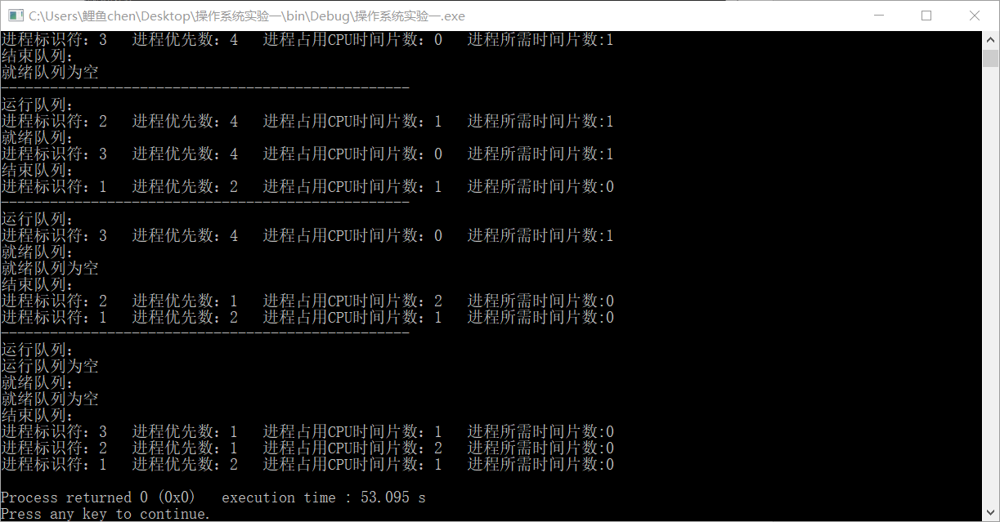 C:\Users\鲤鱼chen\Desktop\操作系统实验一\bin\Debug\操作系统实验一.exe
进程标识符: 3   进程优先数: 4   进程占用CPU时间片数: 0   进程所需时间片数:1
结束队列:
就绪队列为空
--------------------------------------------------
运行队列:
进程标识符: 2   进程优先数: 4   进程占用CPU时间片数: 1   进程所需时间片数:1
就绪队列:
进程标识符: 3   进程优先数: 4   进程占用CPU时间片数: 0   进程所需时间片数:1
结束队列:
进程标识符: 1   进程优先数: 2   进程占用CPU时间片数: 1   进程所需时间片数:0
--------------------------------------------------
运行队列:
进程标识符: 3   进程优先数: 4   进程占用CPU时间片数: 0   进程所需时间片数:1
就绪队列:
就绪队列为空
结束队列:
进程标识符: 2   进程优先数: 1   进程占用CPU时间片数: 2   进程所需时间片数:0
进程标识符: 1   进程优先数: 2   进程占用CPU时间片数: 1   进程所需时间片数:0
--------------------------------------------------
运行队列:
运行队列为空
就绪队列:
就绪队列为空
结束队列:
进程标识符: 3   进程优先数: 1   进程占用CPU时间片数: 1   进程所需时间片数:0
进程标识符: 2   进程优先数: 1   进程占用CPU时间片数: 2   进程所需时间片数:0
进程标识符: 1   进程优先数: 2   进程占用CPU时间片数: 1   进程所需时间片数:0
Process returned 0 (0x0)   execution time : 53.095 s
Press any key to continue.